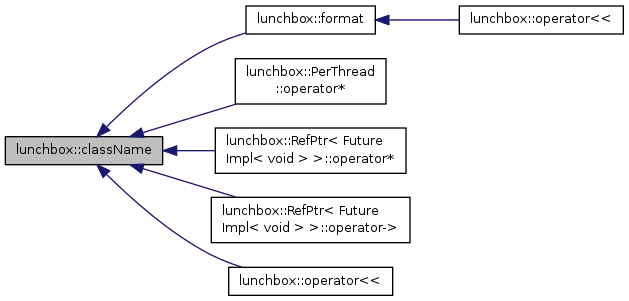 lunchbox::format
lunchbox::operator<<
lunchbox::PerThread
::operator*
lunchbox::className
lunchbox::RefPtr< Future
Impl< void > >::operator*
lunchbox::RefPtr< Future
Impl< void > >::operator->
lunchbox::operator<<